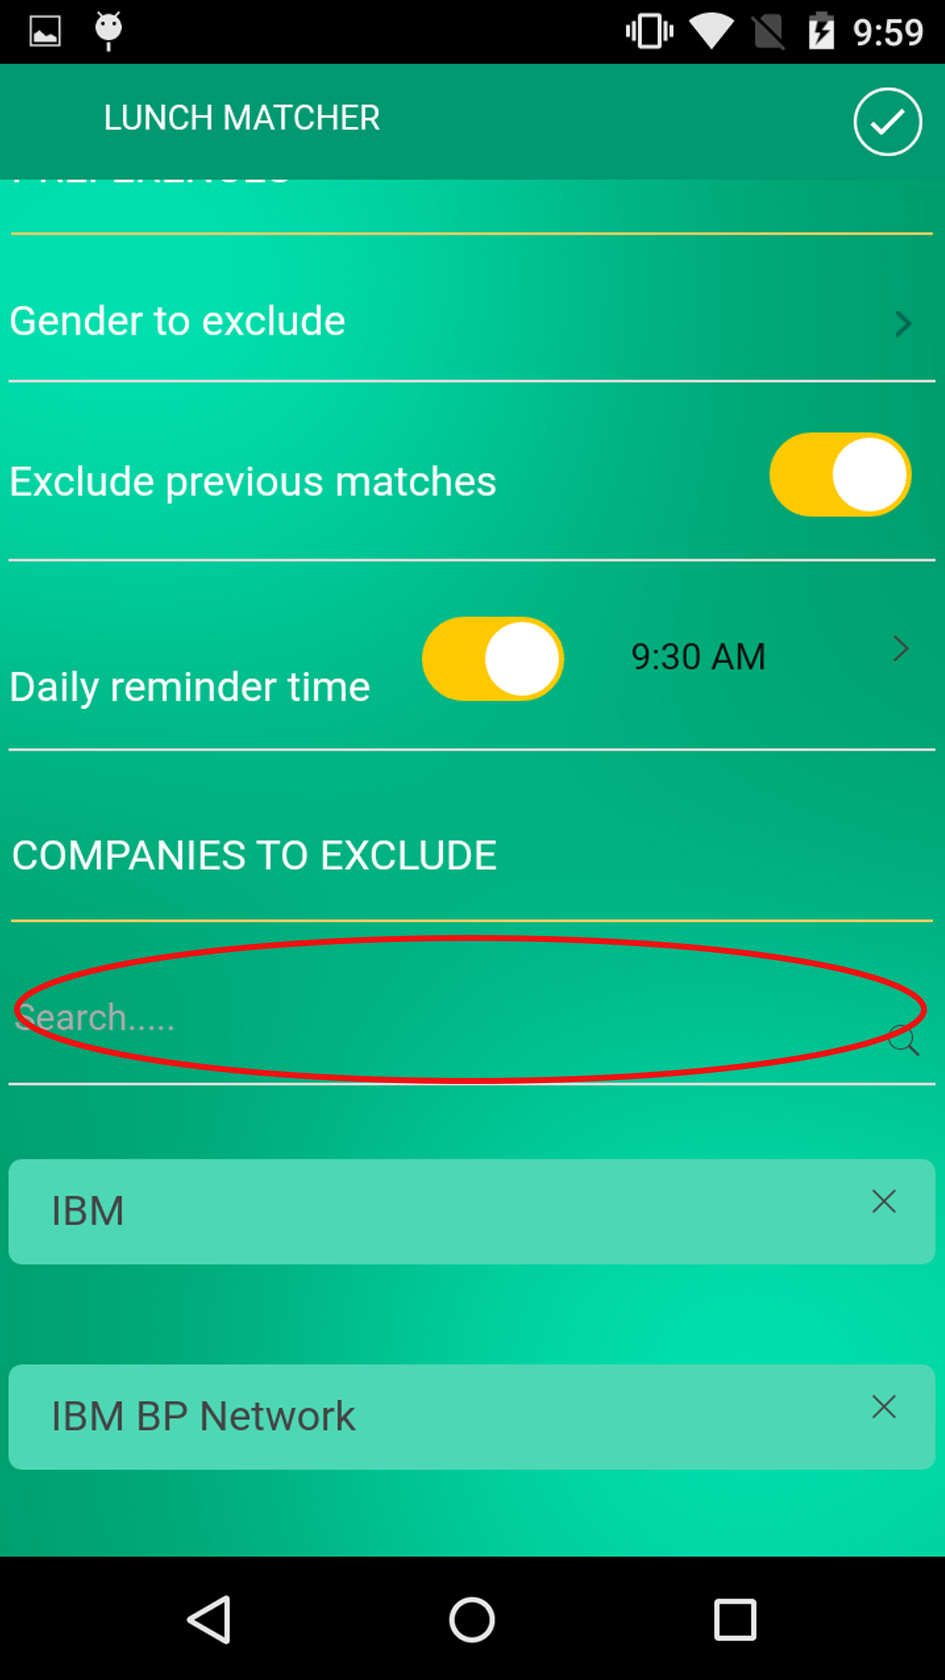 9:59
LUNCH MATCHER
PREFERENCES
Gender to exclude
Exclude previous matches
Daily reminder time
9:30 AM
COMPANIES TO EXCLUDE
Search.....
IBM
IBM BP Network